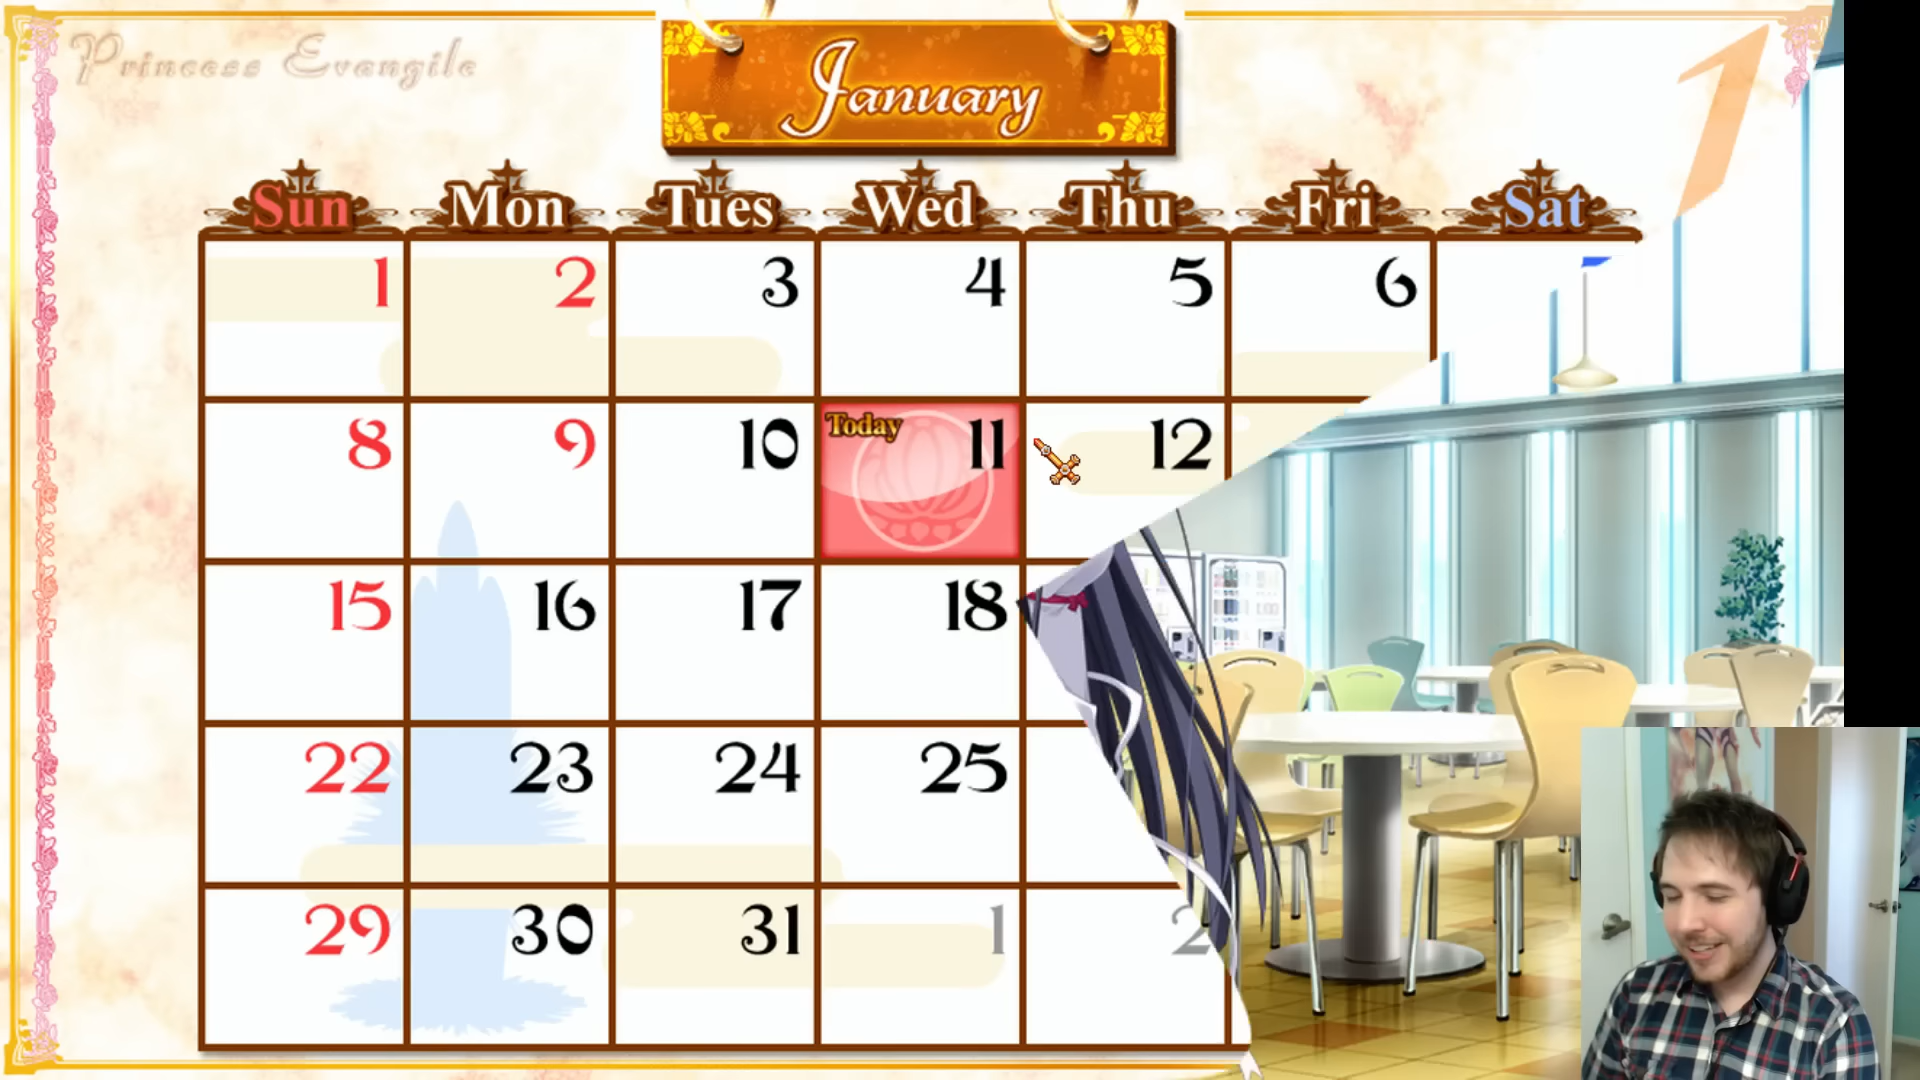 Princess Evangile
January
1
Sun Mon Tues Wed Thu Fri Sat
1 2 3 4 5 6
8 9 10 Today 11 12
15 16 17 18
22 23 24 25
29 30 31 1 2